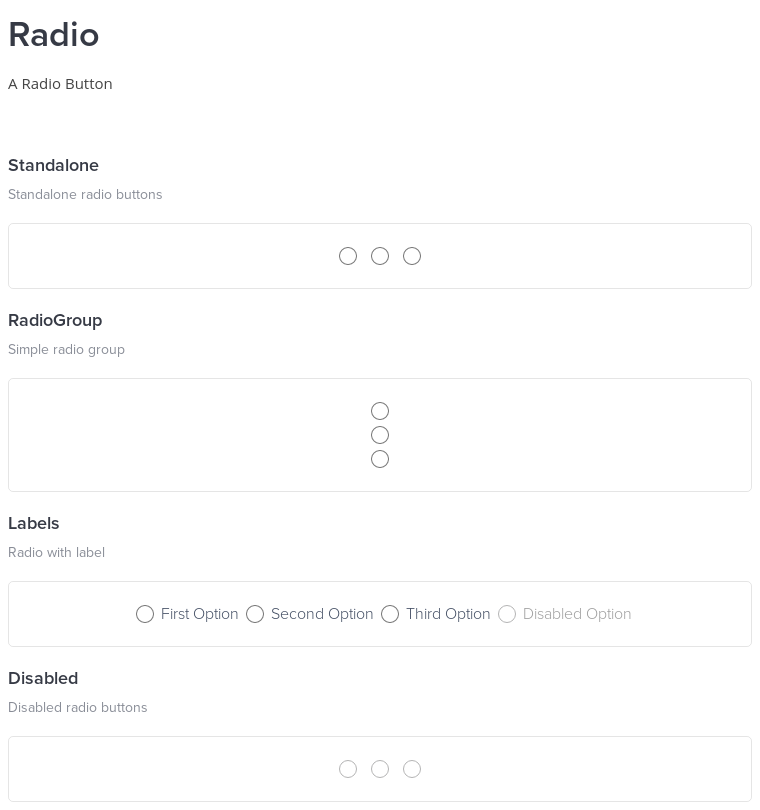 Radio
A Radio Button
Standalone
Standalone radio buttons
RadioGroup
Simple radio group
Labels
Radio with label
First Option Second Option Third Option Disabled Option
Disabled
Disabled radio buttons